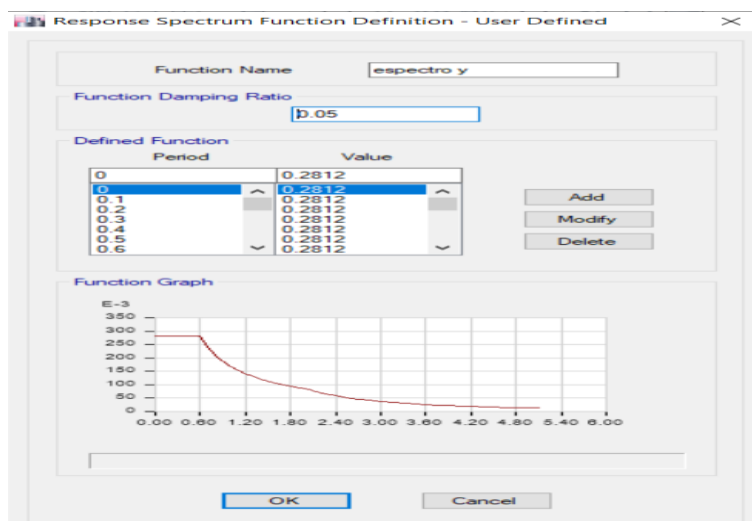 Response Spectrum Function Definition - User Defined
Function Name espectro y
Function Damping Ratio
0.05
Defined Function
Period Value
0 0.2812
0 0.2812
0.1 0.2812
0.2 0.2812
0.3 0.2812
0.4 0.2812
0.5 0.2812
0.6 0.2812
Add
Modify
Delete
Function Graph
E-3
350
300
250
200
150
100
50
0
0.00 0.60 1.20 1.80 2.40 3.00 3.60 4.20 4.80 5.40 6.00
OK Cancel